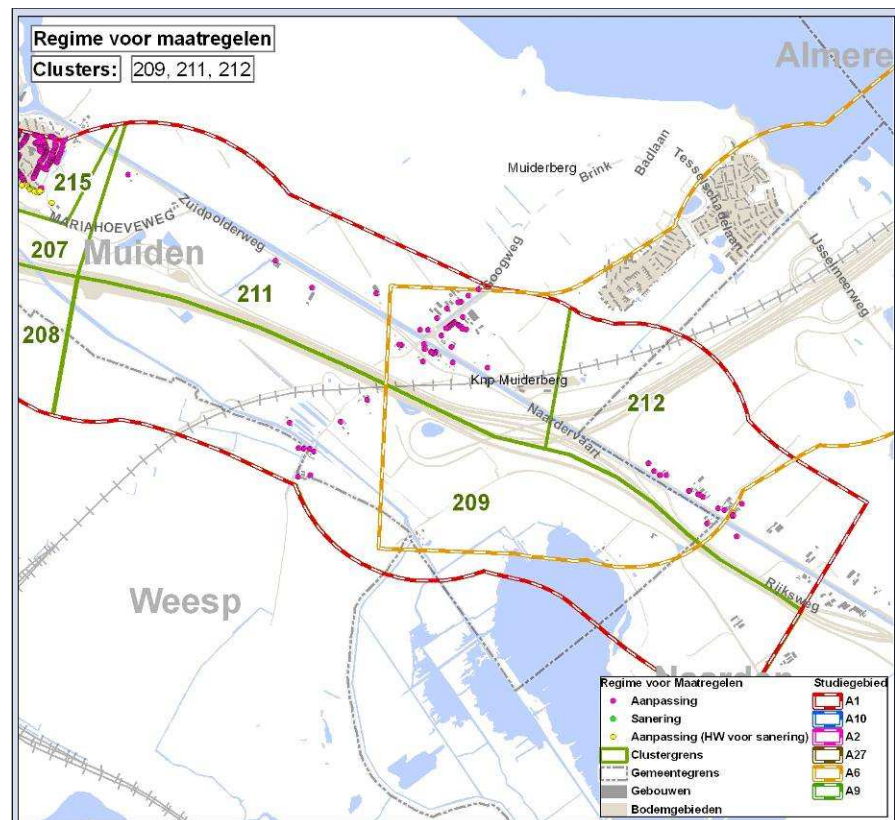 Regime voor maatregelen
Clusters: 209, 211, 212
Almere
Muiderberg
Brink
Badlaan
Tesselschadelaan
215
MARIAHOEVEWEG
Zuidpolderweg
Googweg
IJsselmeerweg
207
Muiden
211
208
Knp Muiderberg
212
Naardervaart
209
Weesp
Rijksweg
Naarden
Regime voor Maatregelen
Aanpassing
Sanering
Aanpassing (HW voor sanering)
Clustergrens
Gemeentegrens
Gebouwen
Bodemgebieden
Studiegebied
A1
A10
A2
A27
A6
A9